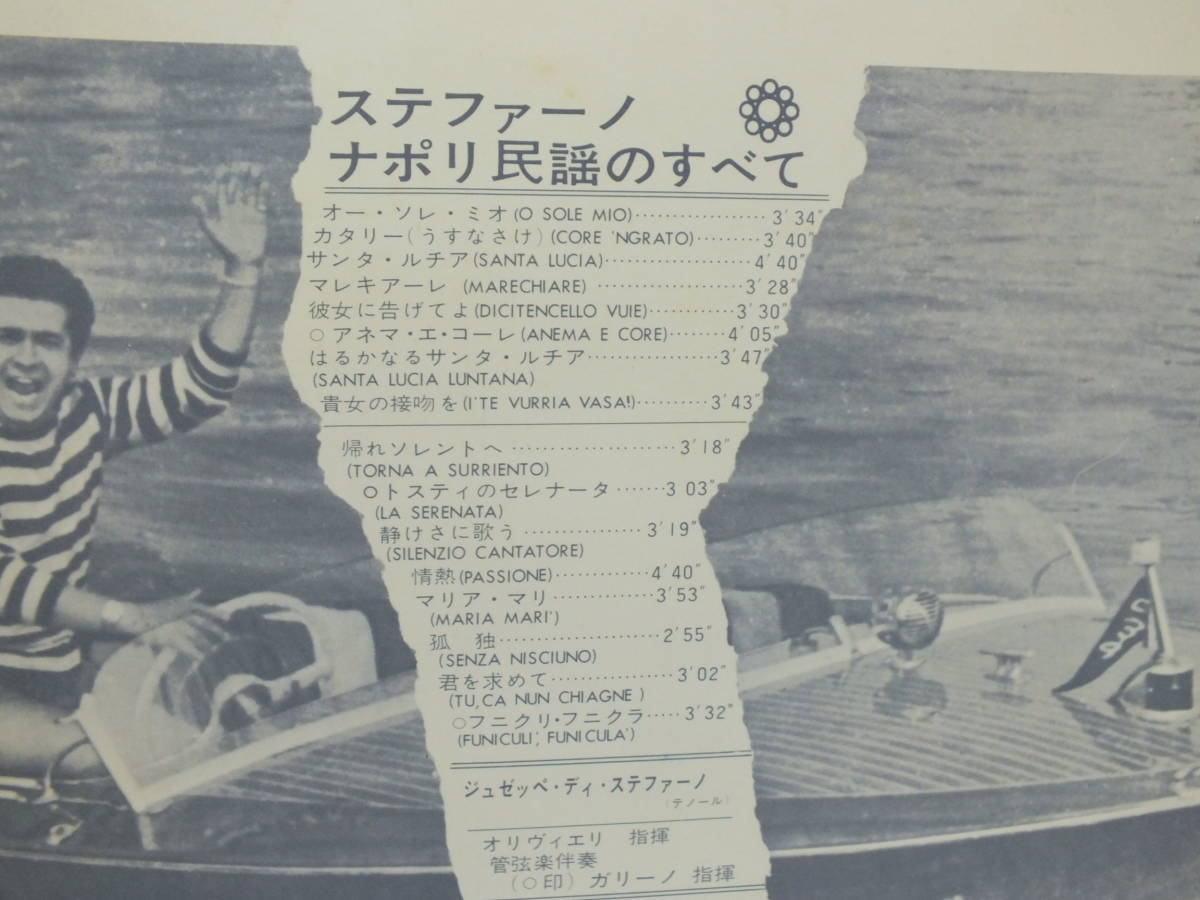 ステファーノ
ナポリ民謡のすべて
オー・ソレ・ミオ(O SOLE MIO)………………3′34″
カタリー(うすなさけ)(CORE 'NGRATO)………3′40″
サンタ・ルチア(SANTA LUCIA)…………………4′40″
マレキアーレ (MARECHIARE) …………………3′28″
彼女に告げてよ(DICITENCELLO VUIE)…………3′30″
○アネマ・エ・コーレ(ANEMA E CORE)………4′05″
はるかなるサンタ・ルチア………………3′47″
(SANTA LUCIA LUNTANA)
貴女の接吻を(I'TE VURRIA VASA!)………3′43″
帰れソレントへ …………………3′18″
(TORNA A SURRIENTO)
○トスティのセレナータ……3 03″
(LA SERENATA)
静けさに歌う ……………3′19″
(SILENZIO CANTATORE)
情熱(PASSIONE)…………4′40″
マリア・マリ……………3′53″
(MARIA MARI')
孤 独…………………2′55″
(SENZA NISCIUNO)
君を求めて……………3′02″
(TU, CA NUN CHIAGNE )
○フニクリ・フニクラ……3′32″
(FUNICULI', FUNICULA')
ジュゼッペ・ディ・ステファーノ
(テノール)
オリヴィエリ 指揮
管弦楽伴奏
(○印) ガリーノ 指揮